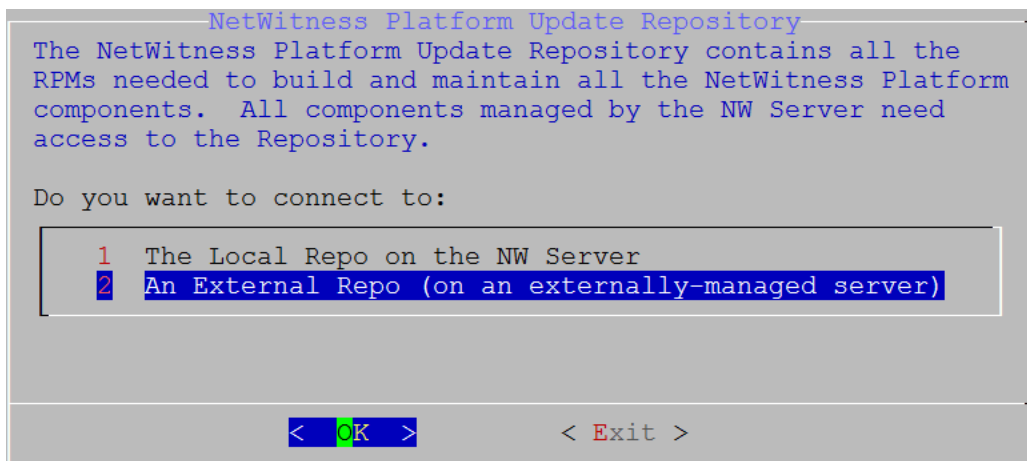 NetWitness Platform Update Repository
The NetWitness Platform Update Repository contains all the
RPMs needed to build and maintain all the NetWitness Platform
components.  All components managed by the NW Server need
access to the Repository.
Do you want to connect to:
1  The Local Repo on the NW Server
2  An External Repo (on an externally-managed server)
<  OK  >          < Exit >